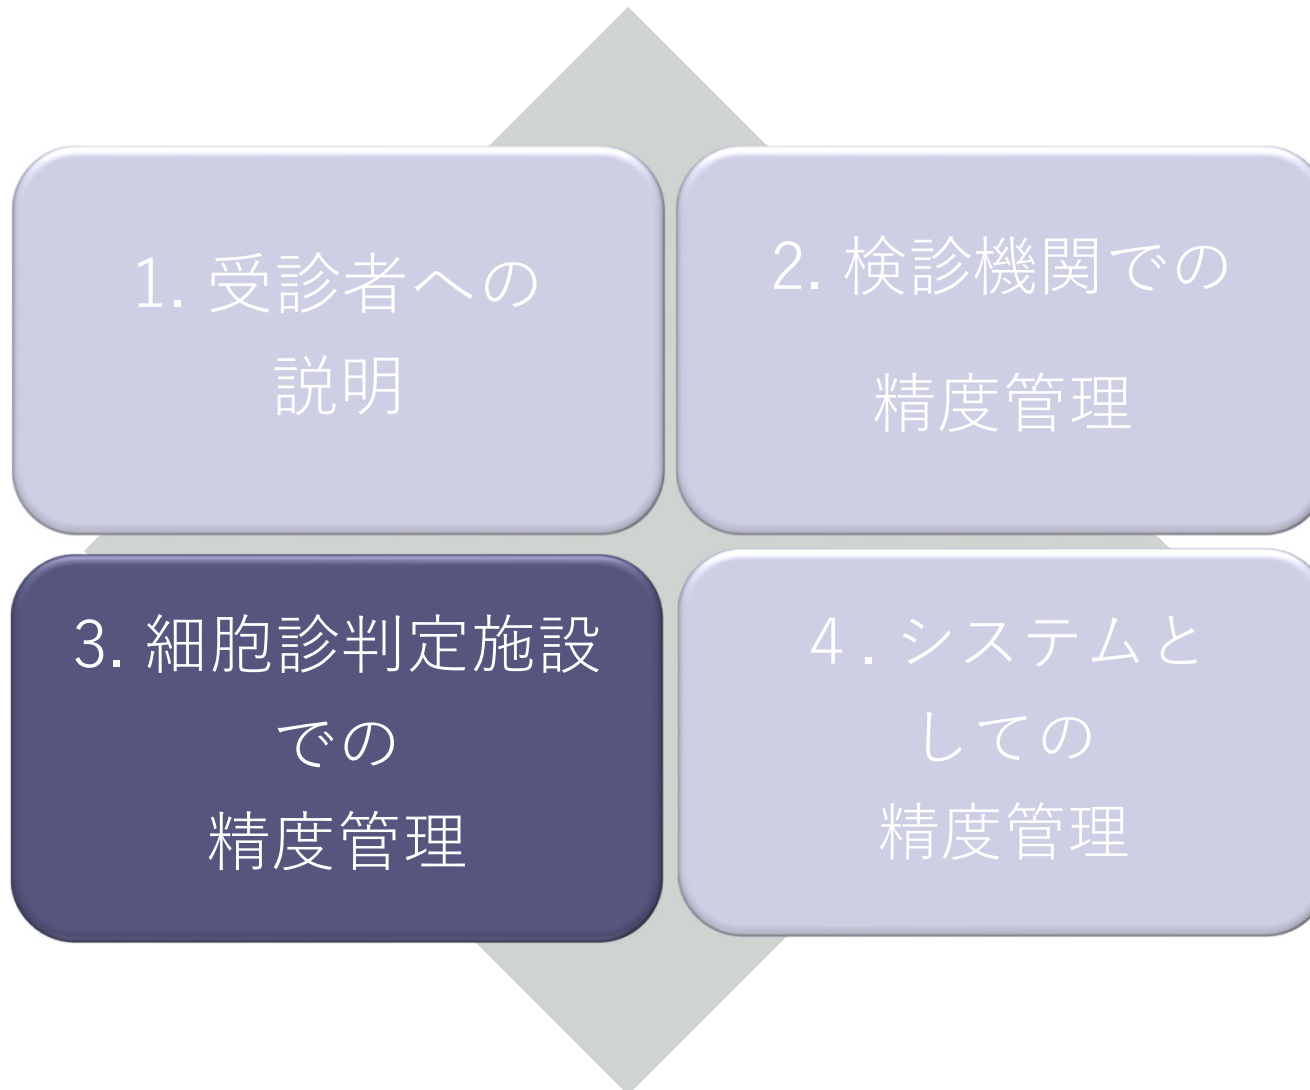 1. 受診者への
説明
2. 検診機関での
精度管理
3. 細胞診判定施設
での
精度管理
４. システムと
しての
精度管理